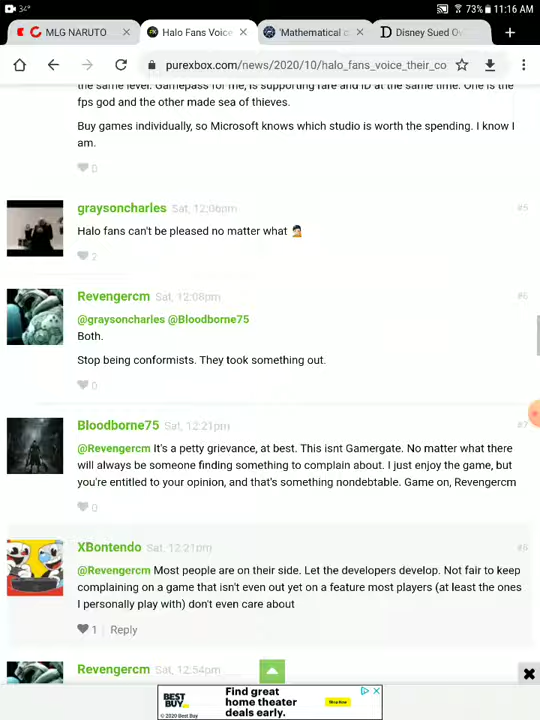 34°
73% 11:16 AM
MLG NARUTO
Halo Fans Voice
'Mathematical c
Disney Sued Ov
purexbox.com/news/2020/10/halo_fans_voice_their_co
the same level. Gamepass for me, is supporting rare and ID at the same time. One is the
fps god and the other made sea of thieves.
Buy games individually, so Microsoft knows which studio is worth the spending. I know I
am.
0
graysoncharles Sat, 12:06pm #5
Halo fans can't be pleased no matter what 🤦
2
Revengercm Sat, 12:08pm #6
@graysoncharles @Bloodborne75
Both.
Stop being conformists. They took something out.
0
Bloodborne75 Sat, 12:21pm #7
@Revengercm It's a petty grievance, at best. This isnt Gamergate. No matter what there
will always be someone finding something to complain about. I just enjoy the game, but
you're entitled to your opinion, and that's something nondebtable. Game on, Revengercm
0
XBontendo Sat, 12:21pm #8
@Revengercm Most people are on their side. Let the developers develop. Not fair to keep
complaining on a game that isn't even out yet on a feature most players (at least the ones
I personally play with) don't even care about
1 | Reply
Revengercm Sat, 12:54pm
BEST
BUY
© 2020 Best Buy
Find great
home theater
deals early.
Shop Now